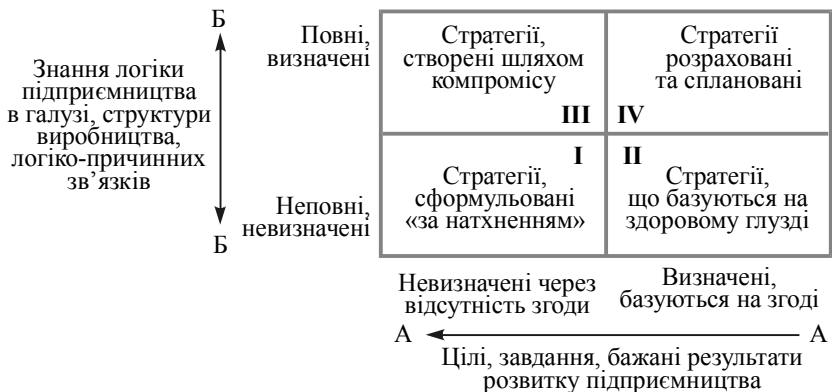 Б
Знання логіки
підприємництва
в галузі, структури
виробництва,
логіко-причинних
зв’язків
Б
Повні,
визначені
Стратегії,
створені шляхом
компромісу
III
Стратегії
розраховані
та сплановані
IV
Неповні,
невизначені
I
Стратегії,
сформульовані
«за натхненням»
II
Стратегії,
що базуються на
здоровому глузді
Невизначені через
відсутність згоди
Визначені,
базуються на згоді
А
А
Цілі, завдання, бажані результати
розвитку підприємництва